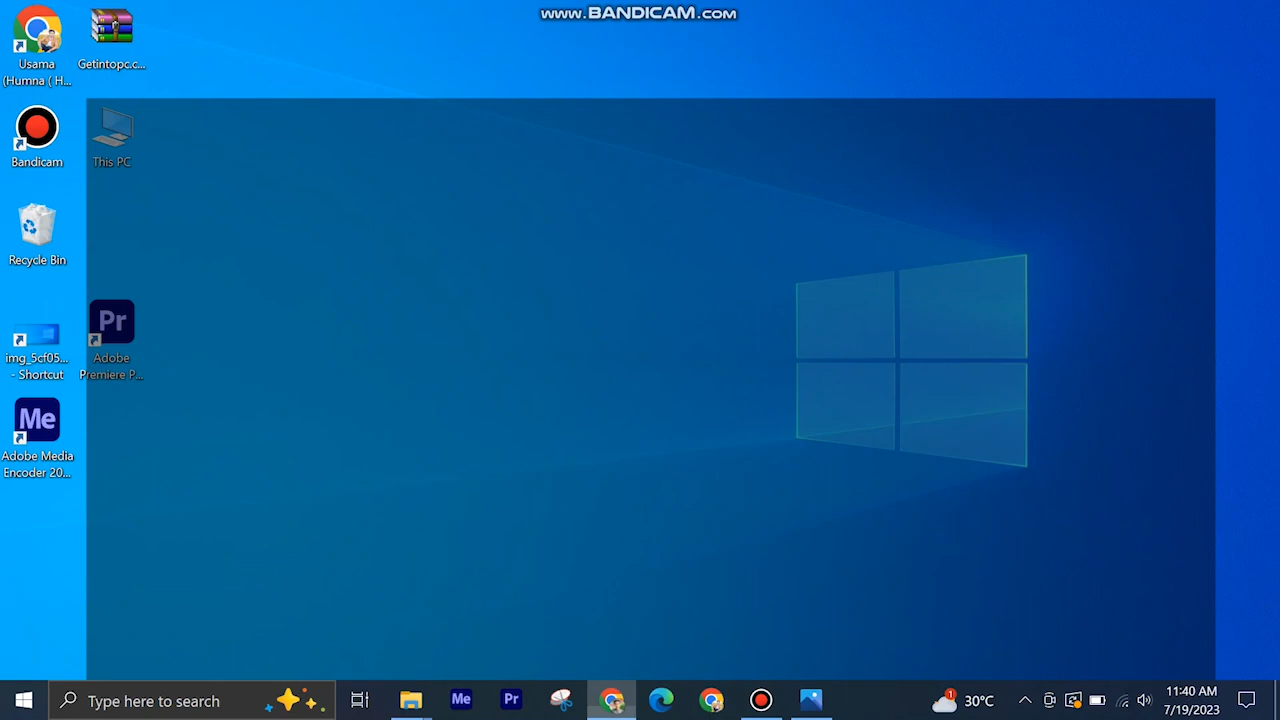 www.BANDICAM.com
Usama
(Humna ( H...
Getintopc.c...
Bandicam
This PC
Recycle Bin
img_5cf05...
- Shortcut
Pr
Adobe
Premiere P...
Me
Adobe Media
Encoder 20...
Type here to search
Me
Pr
1
30°C
11:40 AM
7/19/2023